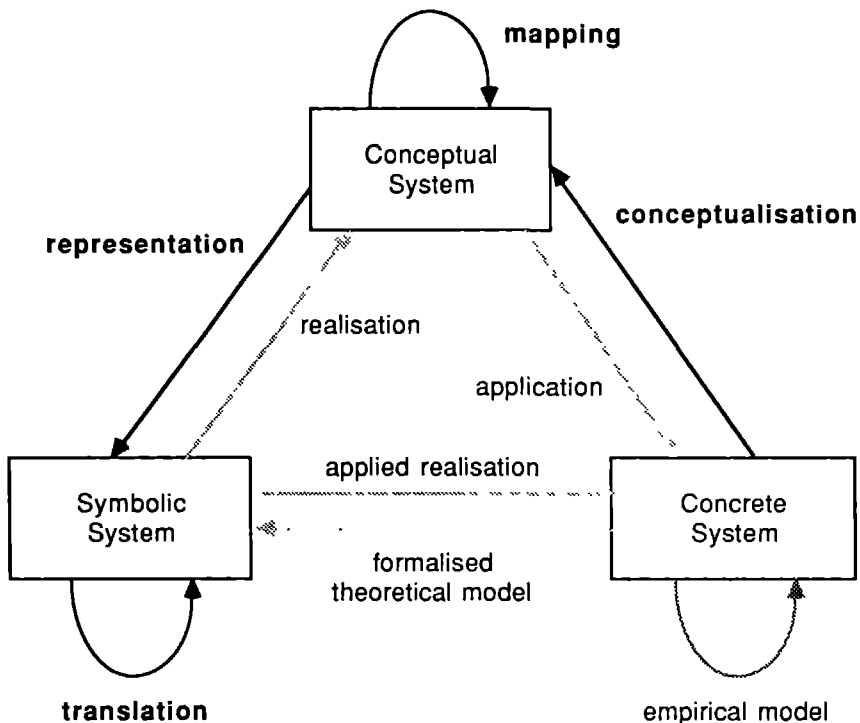 mapping
Conceptual
System
conceptualisation
representation
realisation
application
applied realisation
Symbolic
System
Concrete
System
formalised
theoretical model
translation
empirical model